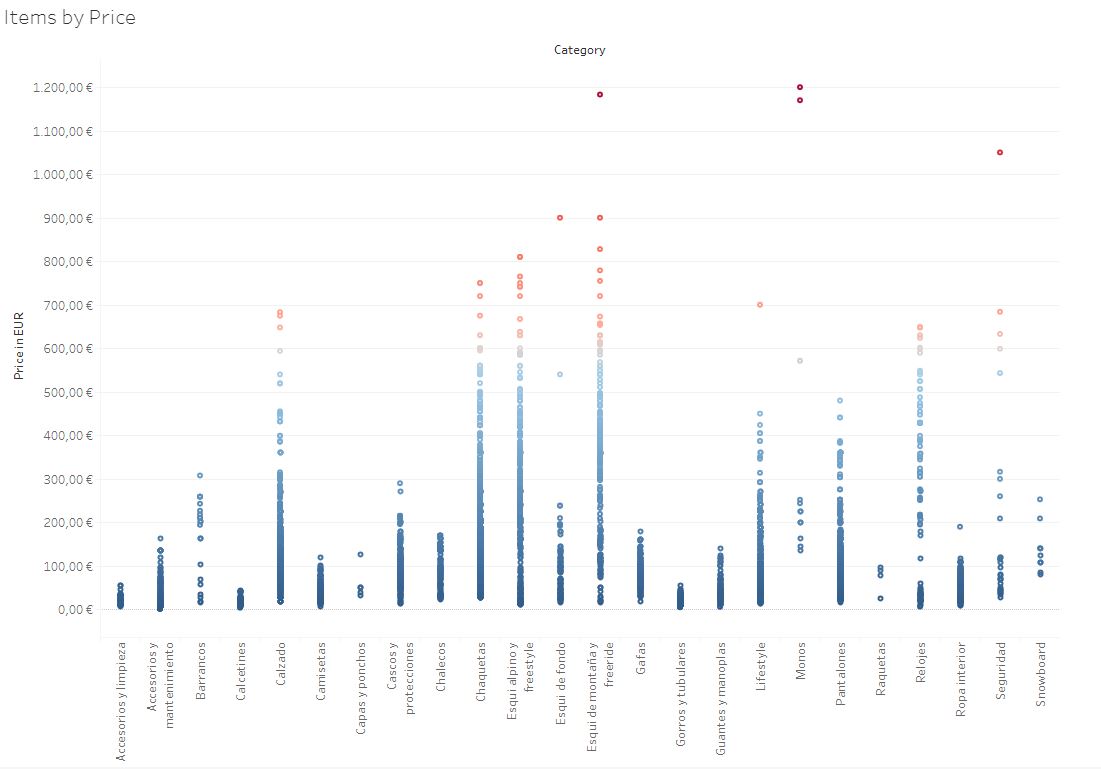 Items by Price
Category
Price in EUR
1.200,00 €
1.100,00 €
1.000,00 €
900,00 €
800,00 €
700,00 €
600,00 €
500,00 €
400,00 €
300,00 €
200,00 €
100,00 €
0,00 €
Accesorios y limpieza
Accesorios y
mantenimiento
Barrancos
Calcetines
Calzado
Camisetas
Capas y ponchos
Cascos y
protecciones
Chalecos
Chaquetas
Esquí alpino y
freestyle
Esquí de fondo
Esquí de montaña y
freeride
Gafas
Gorros y tubulares
Guantes y manoplas
Lifestyle
Monos
Pantalones
Raquetas
Relojes
Ropa interior
Seguridad
Snowboard